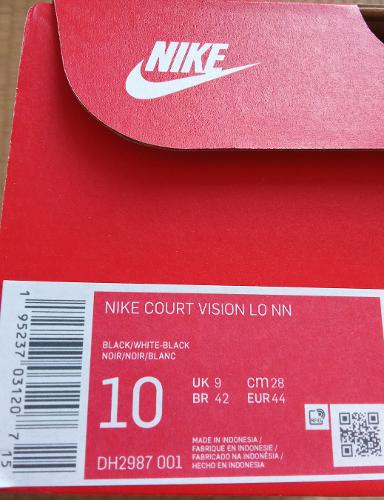 NIKE
NIKE COURT VISION LO NN
BLACK/WHITE-BLACK
NOIR/NOIR/BLANC
10
UK 9 cm 28
BR 42 EUR 44
MADE IN INDONESIA /
FABRIQUE EN INDONESIE /
FABRICADO NA INDONÉSIA /
HECHO EN INDONESIA
DH2987 001
1 95237 03120 7 15